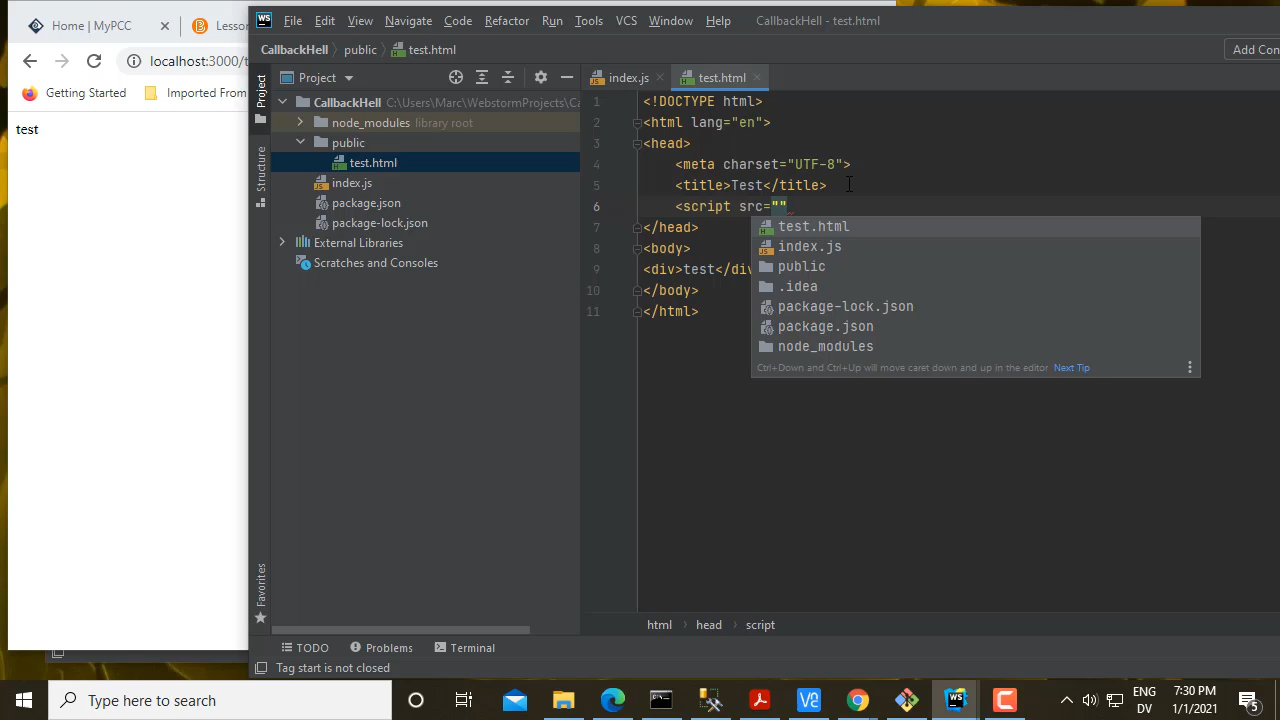 Home | MyPCC
Lesson
localhost:3000/t
Getting Started
Imported From
test
WS
File Edit View Navigate Code Refactor Run Tools VCS Window Help
CallbackHell - test.html
CallbackHell
public
test.html
Add Con
Project
Structure
Favorites
Project
CallbackHell C:\Users\Marc\WebstormProjects\Ca
node_modules library root
public
test.html
index.js
package.json
package-lock.json
External Libraries
Scratches and Consoles
index.js
test.html
1 <!DOCTYPE html>
2 <html lang="en">
3 <head>
4 <meta charset="UTF-8">
5 <title>Test</title>
6 <script src=""
7 </head>
8 <body>
9 <div>test</div
10 </body>
11 </html>
test.html
index.js
public
.idea
package-lock.json
package.json
node_modules
Ctrl+Down and Ctrl+Up will move caret down and up in the editor Next Tip
html head script
TODO
Problems
Terminal
Tag start is not closed
Type here to search
ENG
DV
7:30 PM
1/1/2021
5